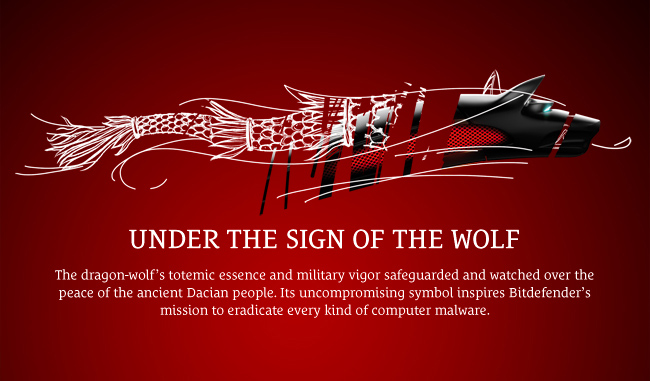 UNDER THE SIGN OF THE WOLF
The dragon-wolf's totemic essence and military vigor safeguarded and watched over the
peace of the ancient Dacian people. Its uncompromising symbol inspires Bitdefender's
mission to eradicate every kind of computer malware.